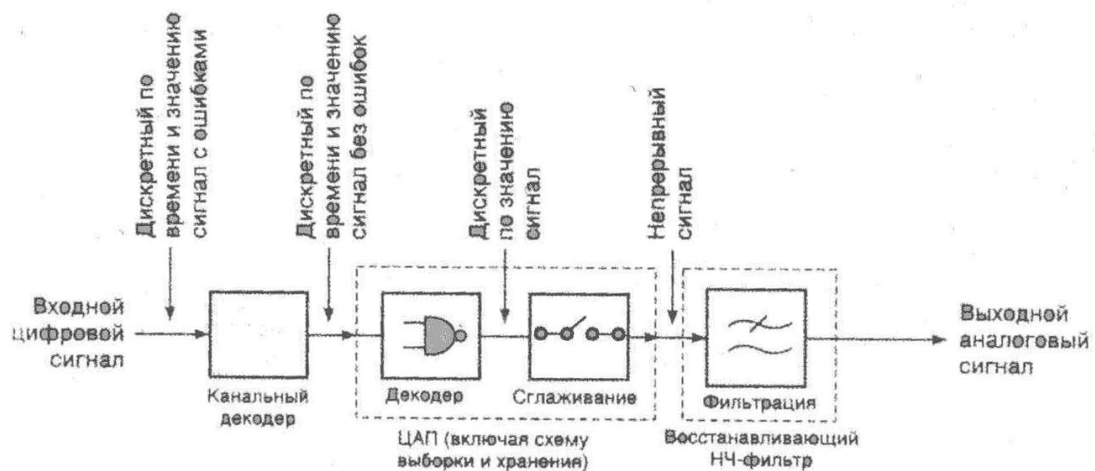 Дискретный по
времени и значению
сигнал с ошибками
Дискретный по
времени и значению
сигнал без ошибок
Дискретный
по значению
сигнал
Непрерывный
сигнал
Входной
цифровой
сигнал
Выходной
аналоговый
сигнал
Канальный
декодер
Декодер
Сглаживание
Фильтрация
ЦАП (включая схему
выборки и хранения)
Восстанавливающий
НЧ-фильтр